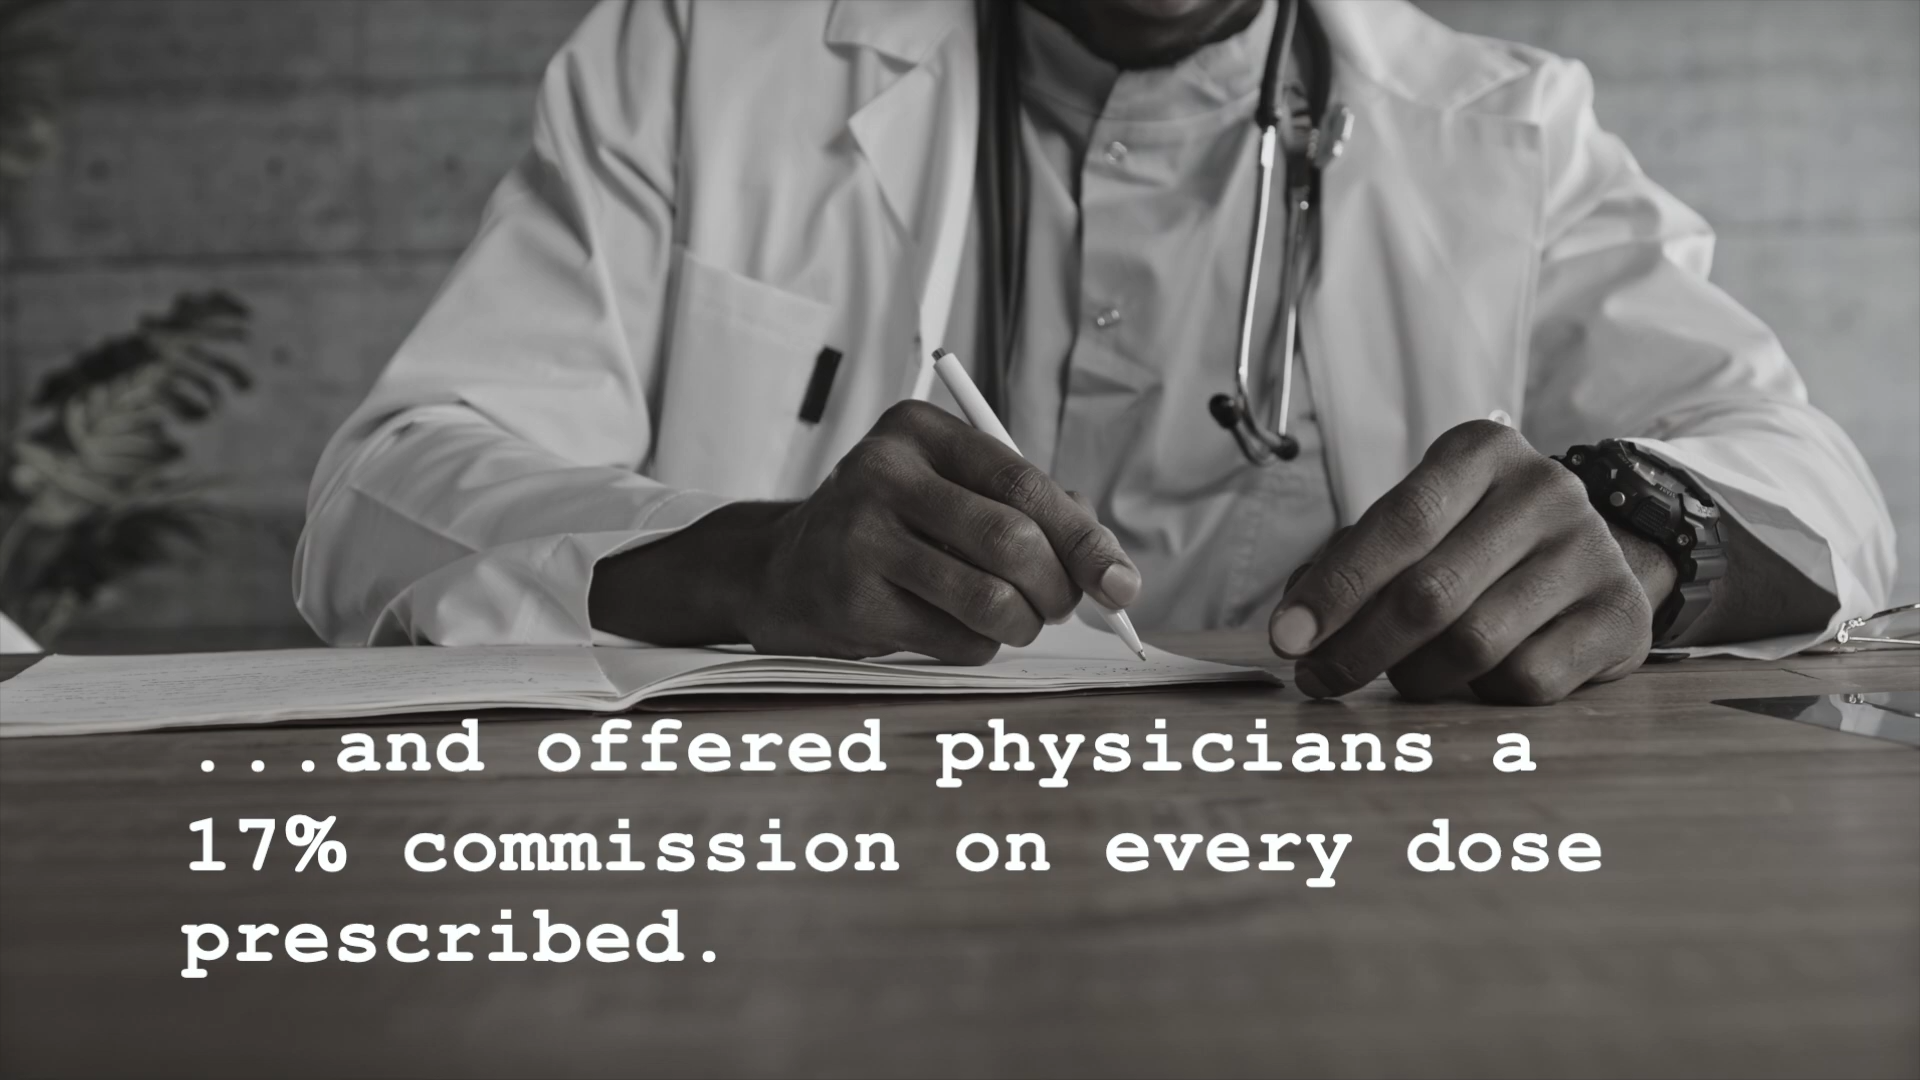 ...and offered physicians a
17% commission on every dose
prescribed.